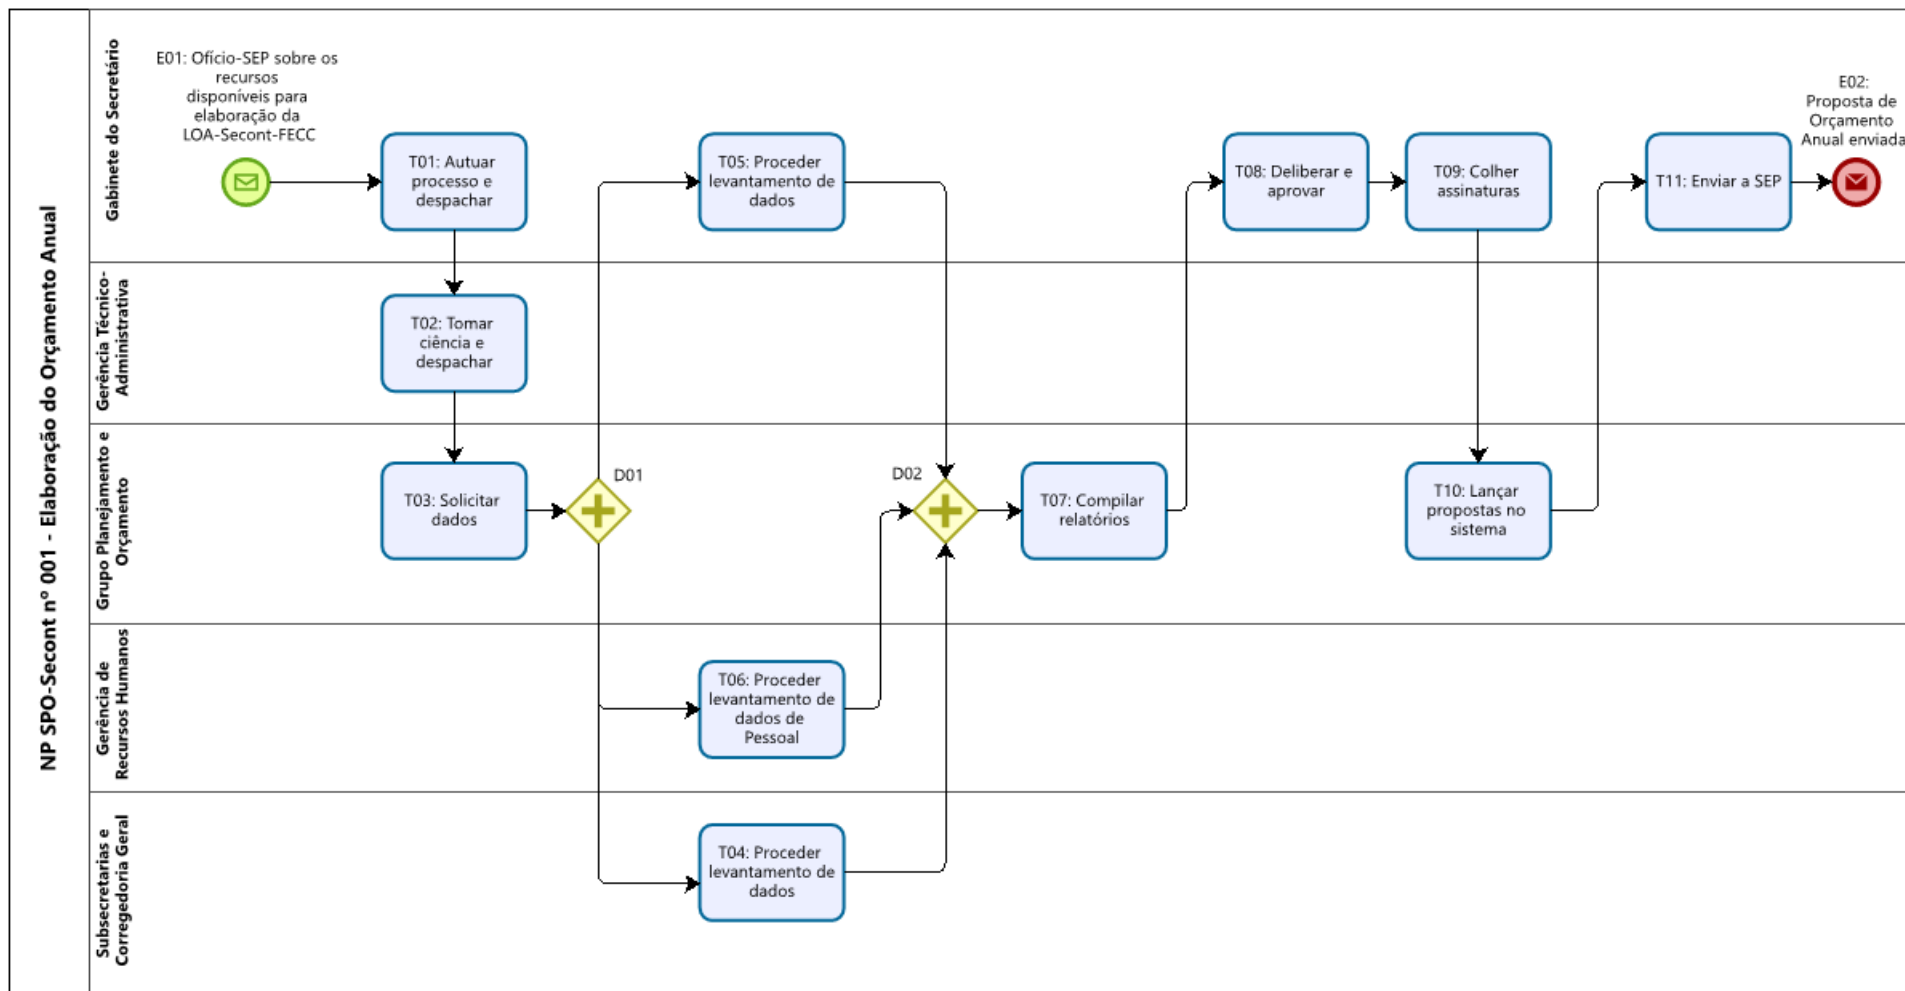 NP SPO-Secont nº 001 - Elaboração do Orçamento Anual
Gabinete do Secretário
E01: Ofício-SEP sobre os
recursos
disponíveis para
elaboração da
LOA-Secont-FECC
T01: Autuar
processo e
despachar
T05: Proceder
levantamento de
dados
T08: Deliberar e
aprovar
T09: Colher
assinaturas
T11: Enviar a SEP
E02:
Proposta de
Orçamento
Anual enviada
Gerência Técnico-
Administrativa
T02: Tomar
ciência e
despachar
Grupo Planejamento e
Orçamento
T03: Solicitar
dados
D01
D02
T07: Compilar
relatórios
T10: Lançar
propostas no
sistema
Gerência de
Recursos Humanos
T06: Proceder
levantamento de
dados de
Pessoal
Subsecretarias e
Corregedoria Geral
T04: Proceder
levantamento de
dados